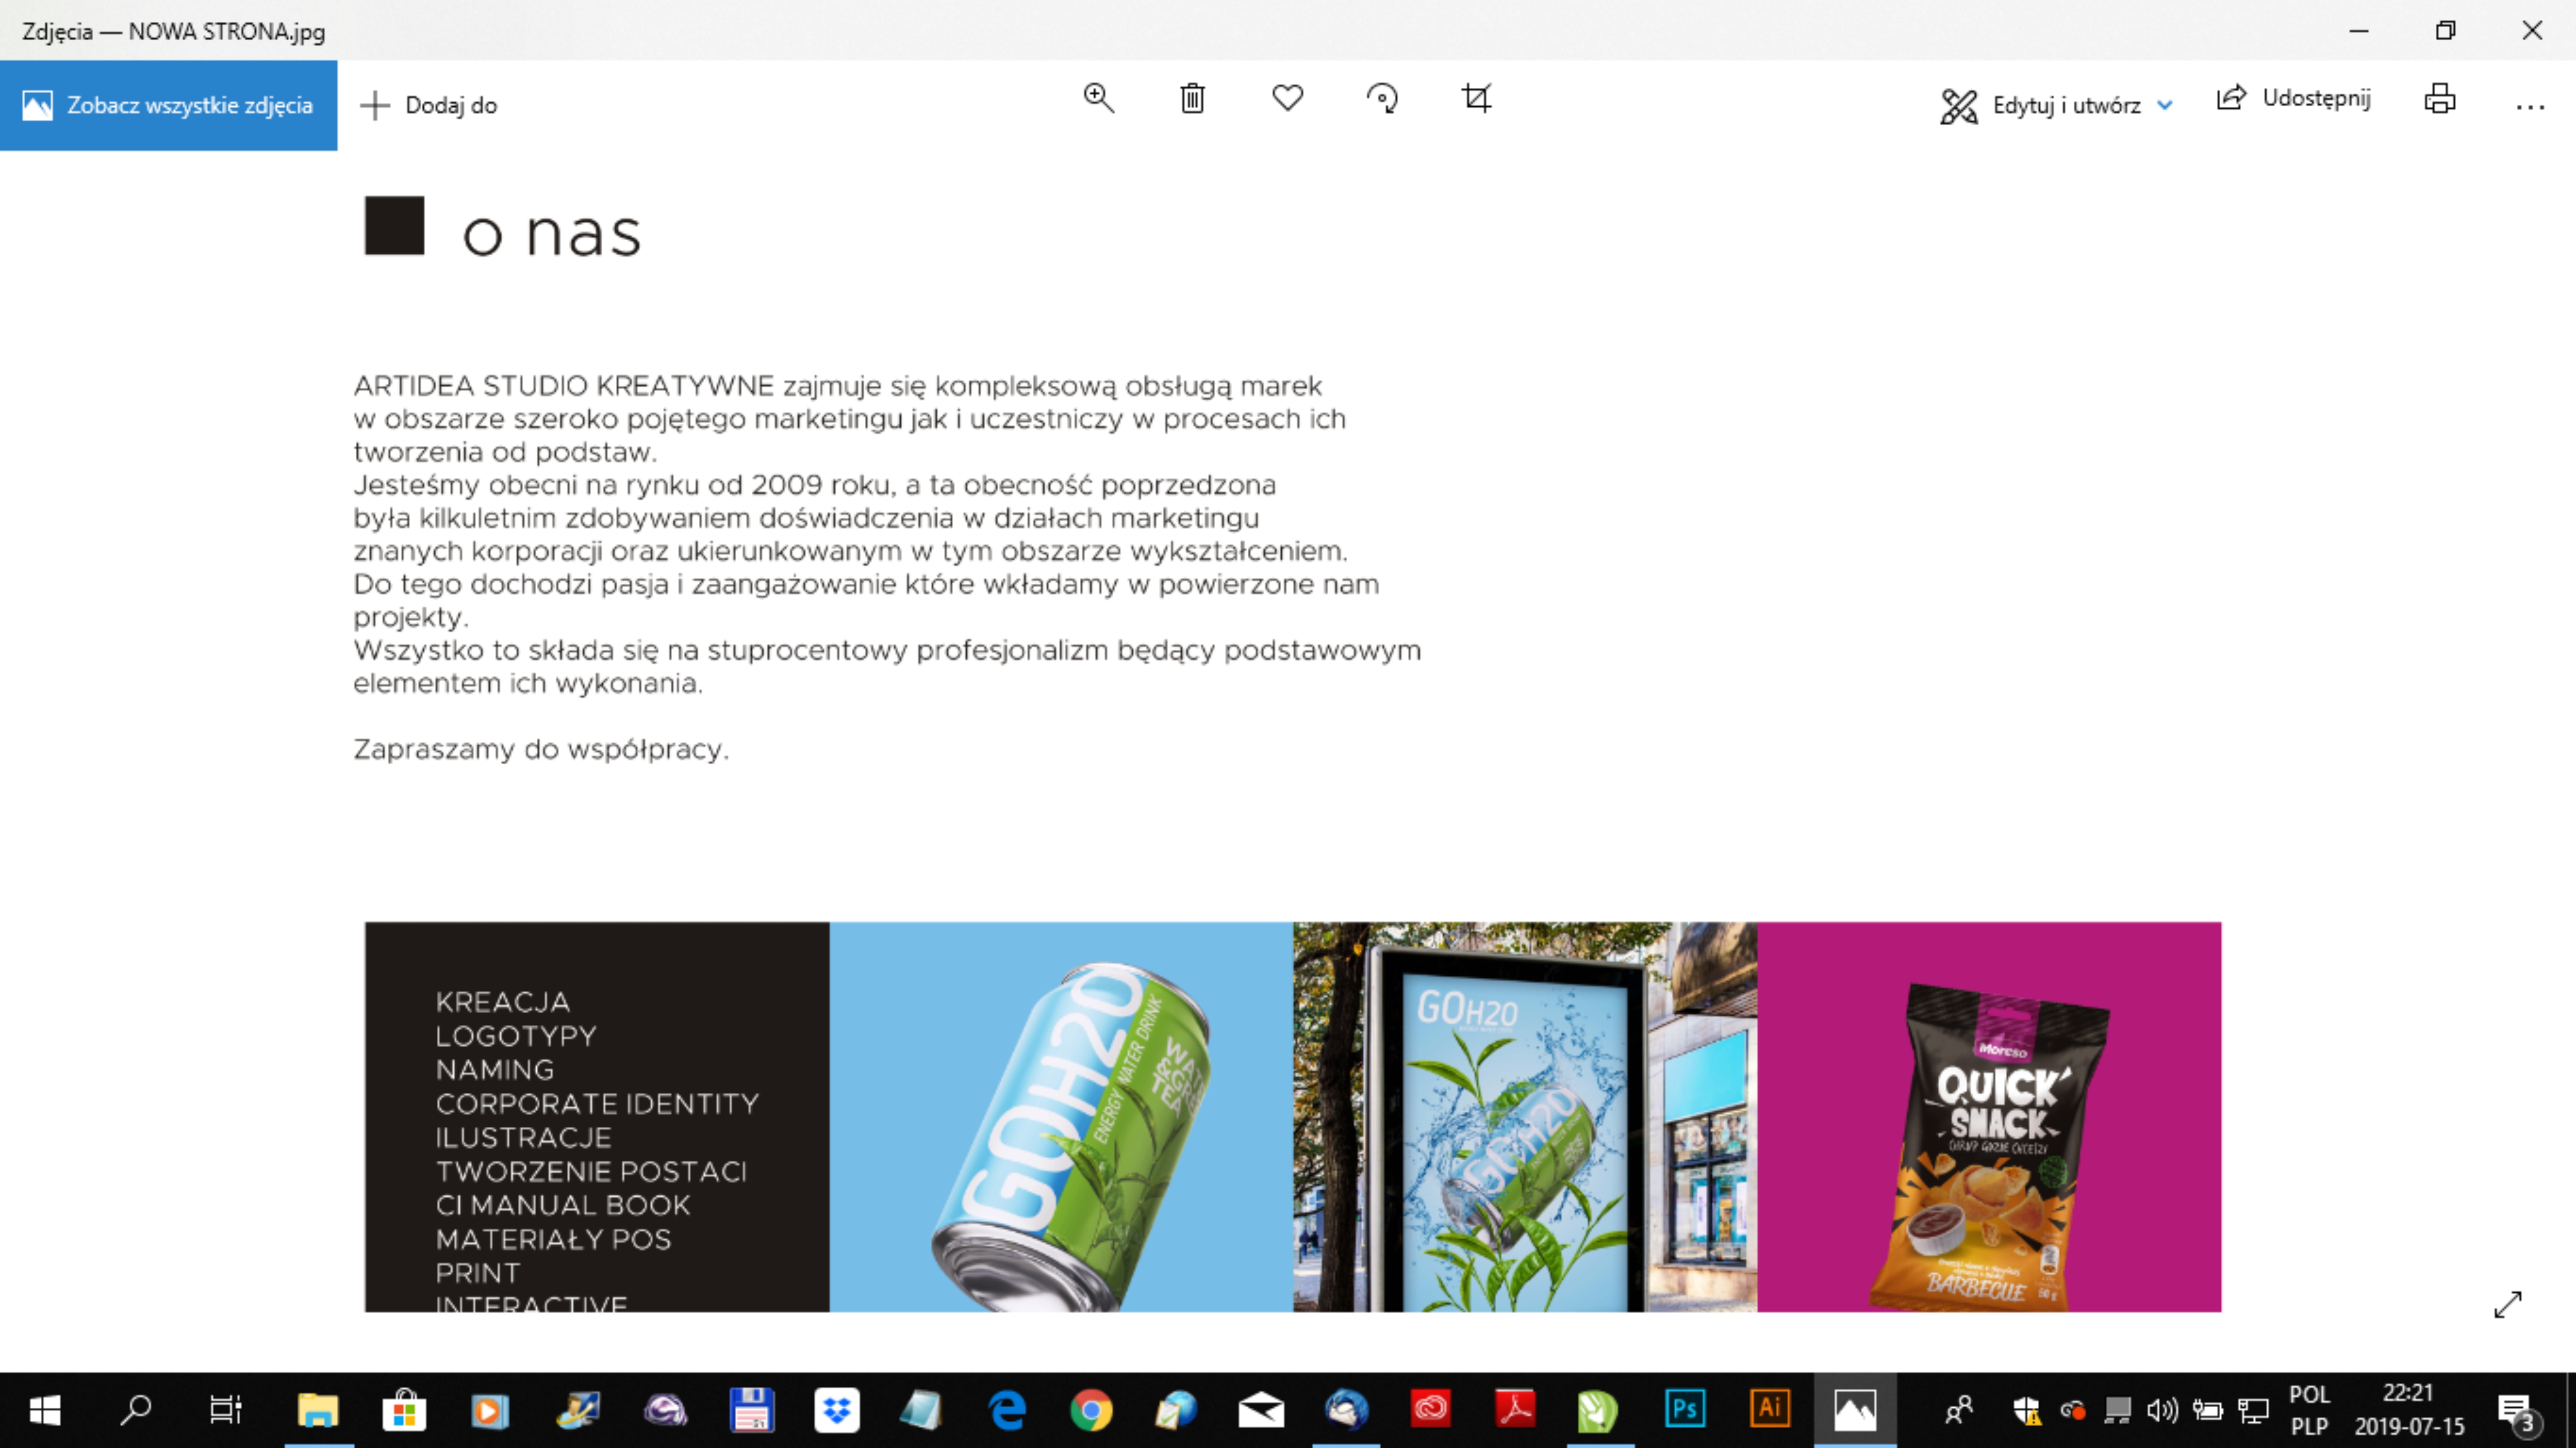 Zdjęcia — NOWA STRONA.jpg
Zobacz wszystkie zdjęcia
Dodaj do
Edytuj i utwórz
Udostępnij
o nas
ARTIDEA STUDIO KREATYWNE zajmuje się kompleksową obsługą marek
w obszarze szeroko pojętego marketingu jak i uczestniczy w procesach ich
tworzenia od podstaw.
Jesteśmy obecni na rynku od 2009 roku, a ta obecność poprzedzona
była kilkuletnim zdobywaniem doświadczenia w działach marketingu
znanych korporacji oraz ukierunkowanym w tym obszarze wykształceniem.
Do tego dochodzi pasja i zaangażowanie które wkładamy w powierzone nam
projekty.
Wszystko to składa się na stuprocentowy profesjonalizm będący podstawowym
elementem ich wykonania.
Zapraszamy do współpracy.
KREACJA
LOGOTYPY
NAMING
CORPORATE IDENTITY
ILUSTRACJE
TWORZENIE POSTACI
CI MANUAL BOOK
MATERIAŁY POS
PRINT
INTERACTIVE
GOH2O
ENERGY WATER DRINK
GOH2O
GOH2O
Moreso
QUICK
SNACK
BARBECUE
60 g
Ps
Ai
POL
PLP
22:21
2019-07-15
3